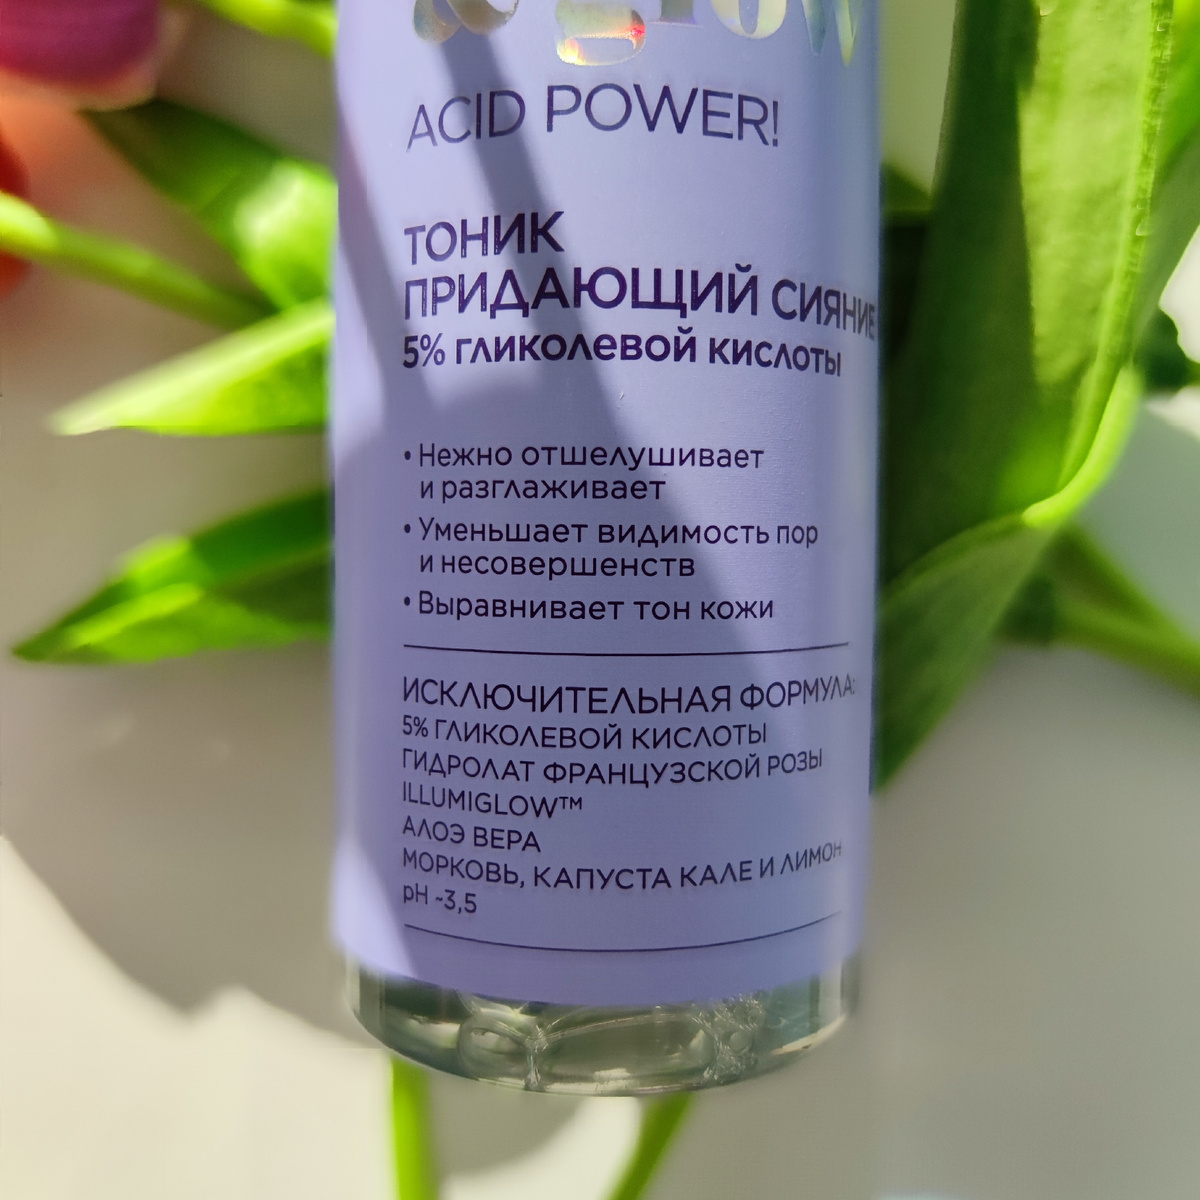 ACID POWER!
ТОНИК
ПРИДАЮЩИЙ СИЯНИЕ
5% ГЛИКОЛЕВОЙ КИСЛОТЫ
• Нежно отшелушивает
и разглаживает
• Уменьшает видимость пор
и несовершенств
• Выравнивает тон кожи
ИСКЛЮЧИТЕЛЬНАЯ ФОРМУЛА:
5% ГЛИКОЛЕВОЙ КИСЛОТЫ
ГИДРОЛАТ ФРАНЦУЗСКОЙ РОЗЫ
ILLUMIGLOW™
АЛОЭ ВЕРА
МОРКОВЬ, КАПУСТА КАЛЕ И ЛИМОН
pH ~3,5